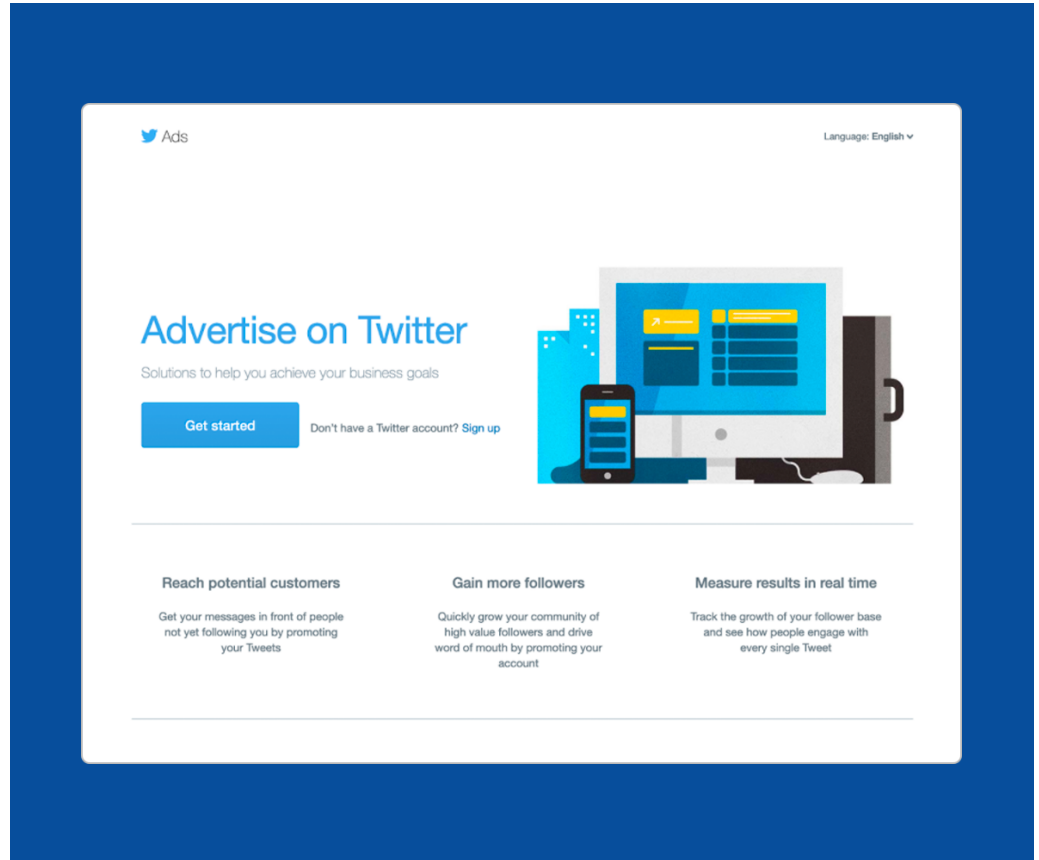 Ads
Language: English
Advertise on Twitter
Solutions to help you achieve your business goals
Get started
Don't have a Twitter account? Sign up
Reach potential customers
Get your messages in front of people
not yet following you by promoting
your Tweets
Gain more followers
Quickly grow your community of
high value followers and drive
word of mouth by promoting your
account
Measure results in real time
Track the growth of your follower base
and see how people engage with
every single Tweet